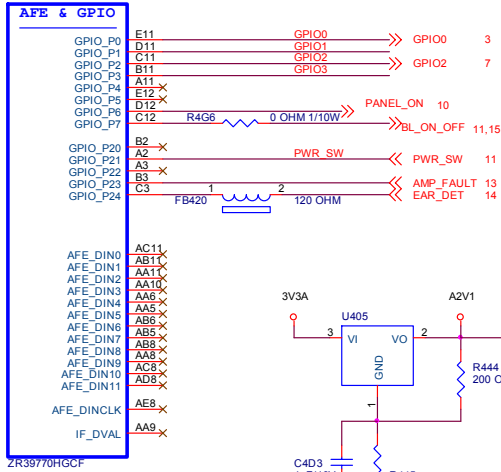 AFE & GPIO
GPIO_P0 E11 GPIO0 GPIO0 3
GPIO_P1 D11 GPIO1
GPIO_P2 C11 GPIO2 GPIO2 7
GPIO_P3 B11 GPIO3
GPIO_P4 A11
GPIO_P5 E12
GPIO_P6 D12 PANEL_ON 10
GPIO_P7 C12 R4G6 0 OHM 1/10W BL_ON_OFF 11,15
GPIO_P20 B2
GPIO_P21 A2 PWR_SW PWR_SW 11
GPIO_P22 A3
GPIO_P23 B3 AMP_FAULT 13
GPIO_P24 C3 1 2 EAR_DET 14
FB420 120 OHM
AFE_DIN0 AC11
AFE_DIN1 AB11
AFE_DIN2 AA11
AFE_DIN3 AA10
AFE_DIN4 AA6
AFE_DIN5 AA5
AFE_DIN6 AB6
AFE_DIN7 AB5
AFE_DIN8 AB8
AFE_DIN9 AA8
AFE_DIN10 AC8
AFE_DIN11 AD8
AFE_DINCLK AE8
IF_DVAL AA9
ZR39770HGCF
3V3A U405 A2V1
3 VI VO 2
GND
1
R444
200
C4D3